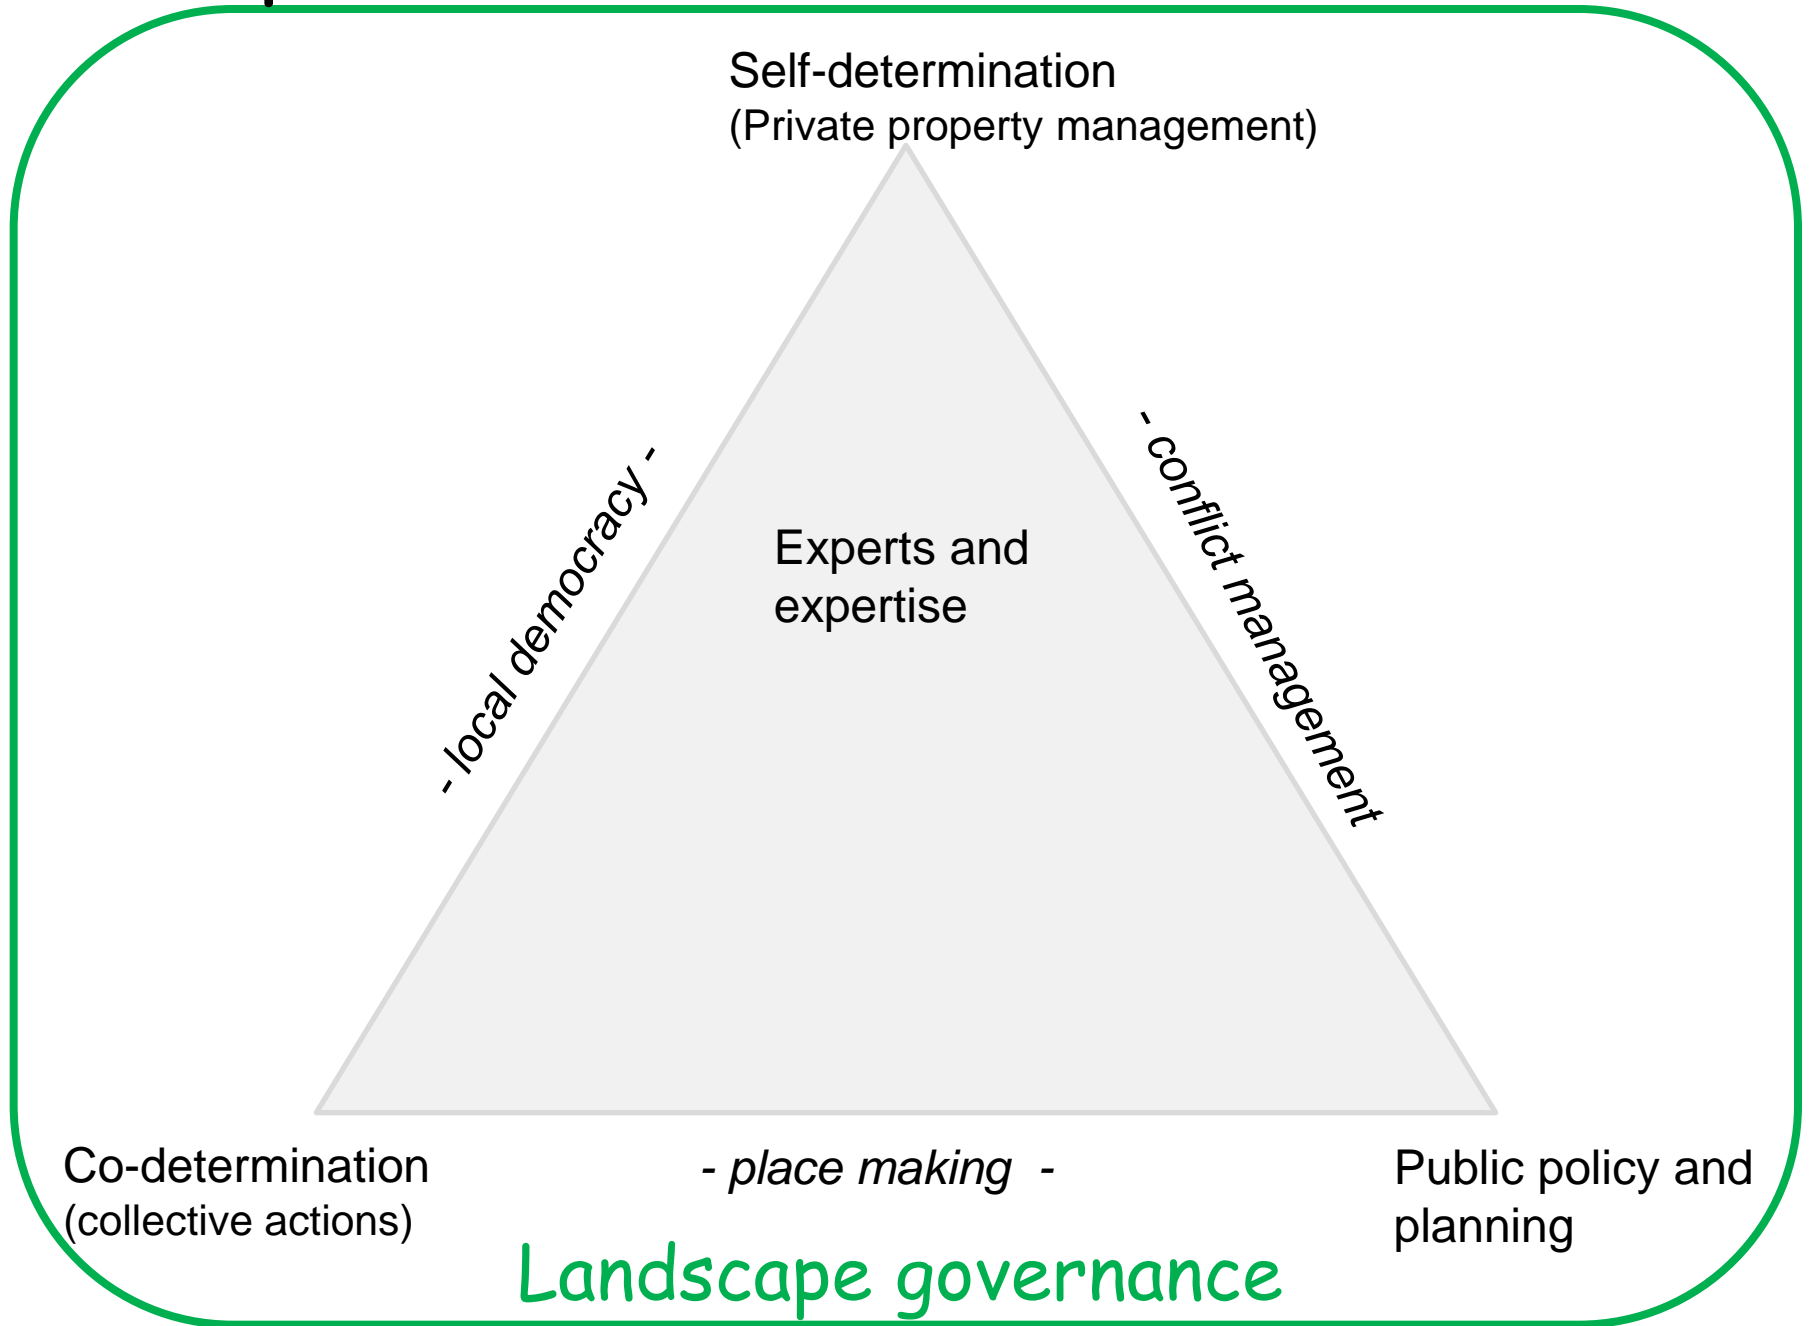 Self-determination
(Private property management)
- local democracy -
- conflict management
Experts and
expertise
Co-determination
(collective actions)
- place making -
Public policy and
planning
Landscape governance